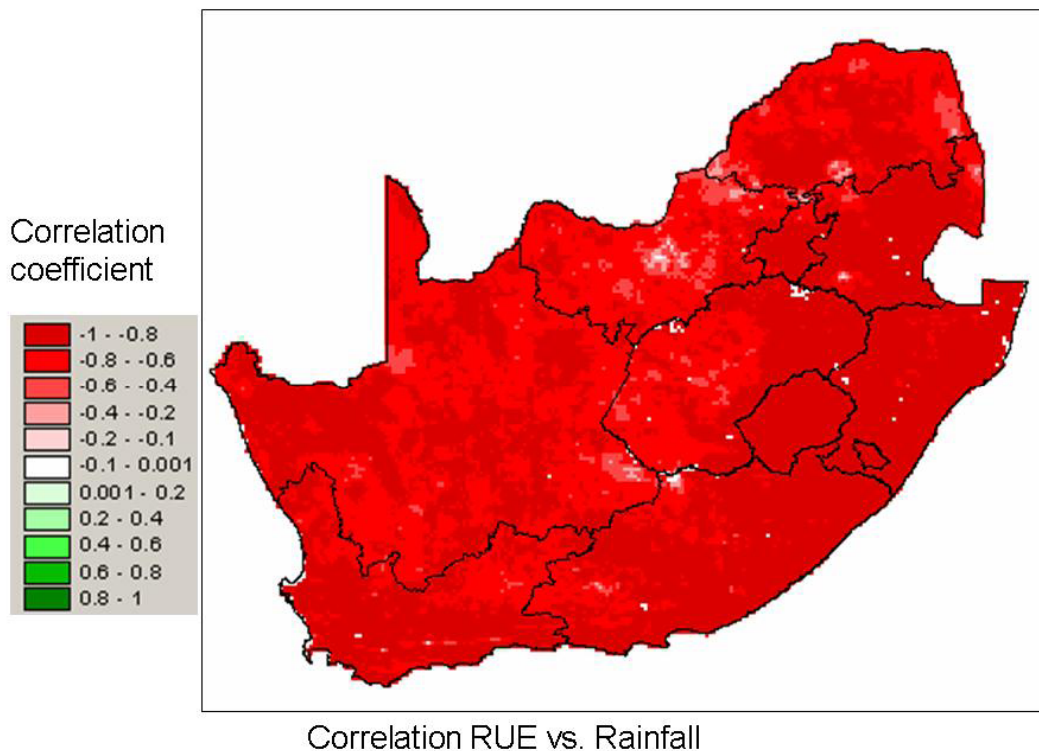 Correlation
coefficient
-1 - -0.8
-0.8 - -0.6
-0.6 - -0.4
-0.4 - -0.2
-0.2 - -0.1
-0.1 - 0.001
0.001 - 0.2
0.2 - 0.4
0.4 - 0.6
0.6 - 0.8
0.8 - 1
Correlation RUE vs. Rainfall